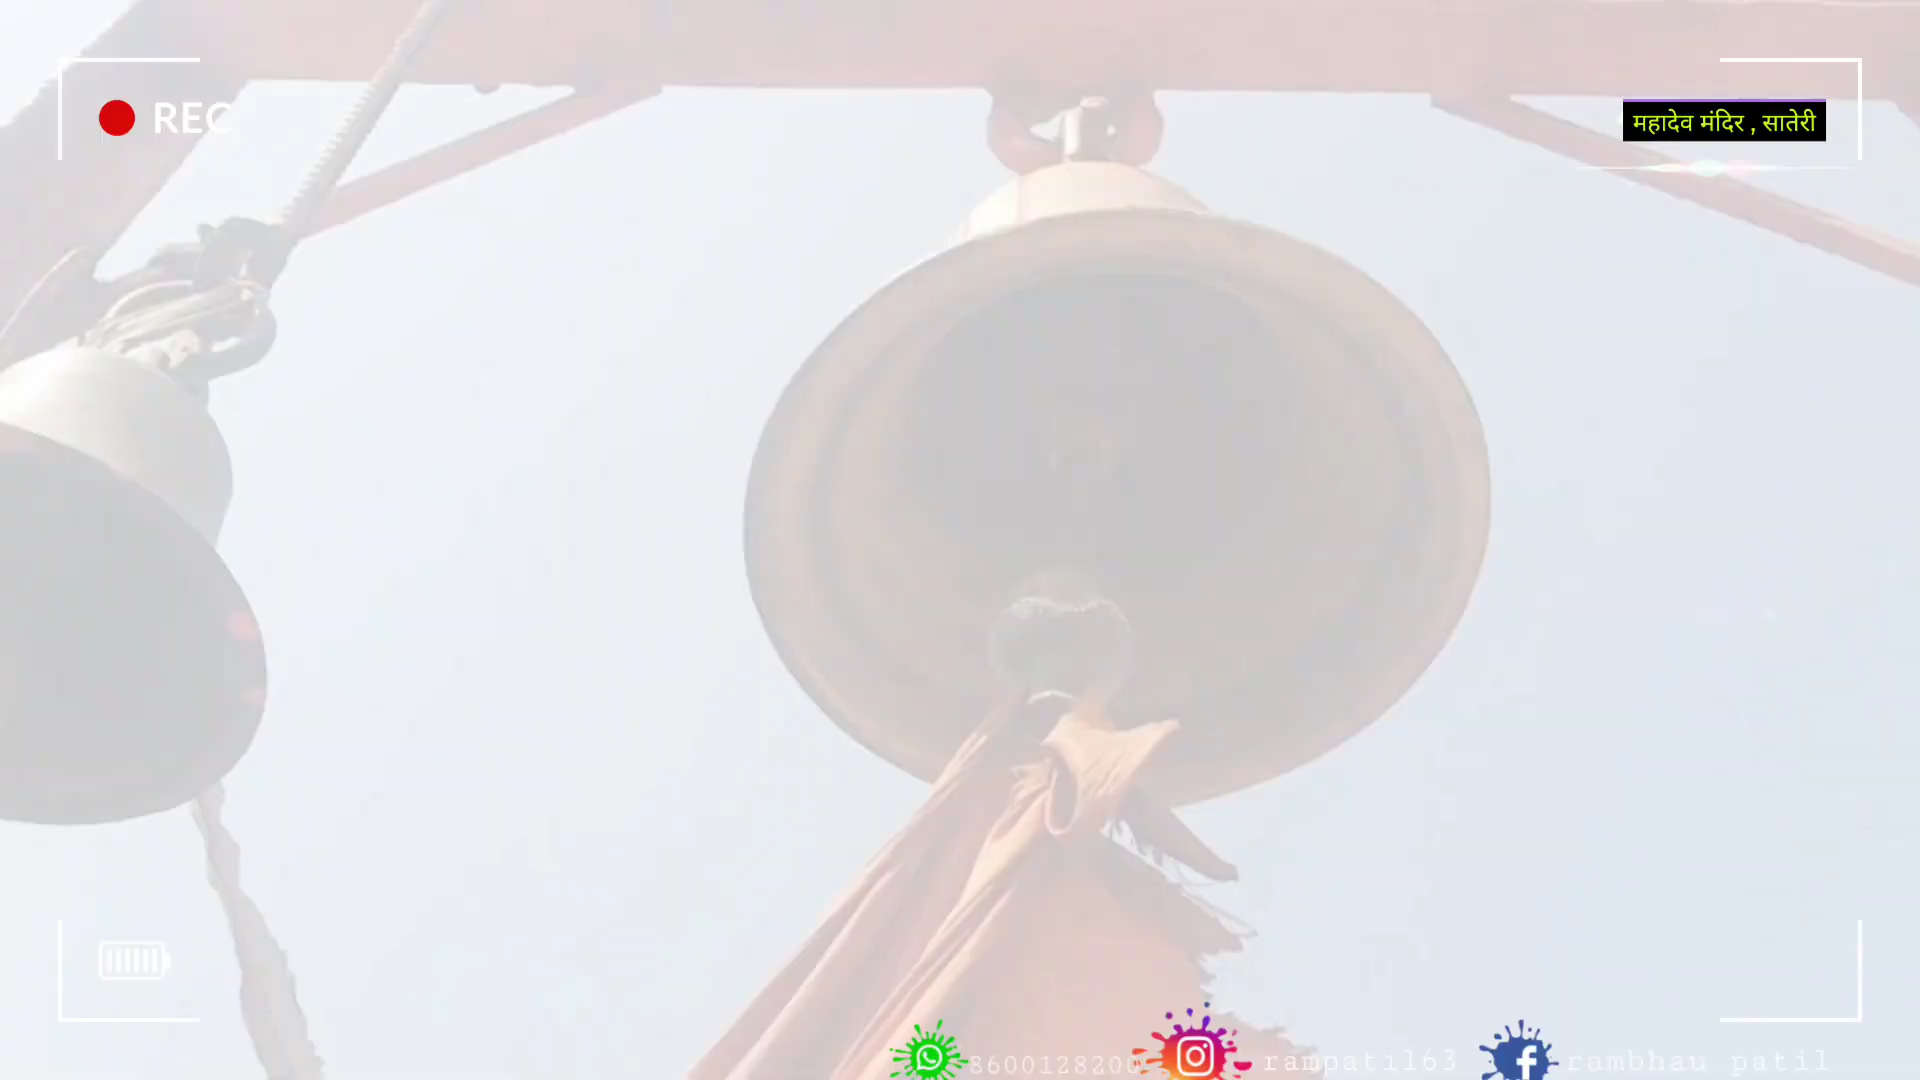 REC
महादेव मंदिर , सातेरी
8600128200 rampatil63 rambhau patil